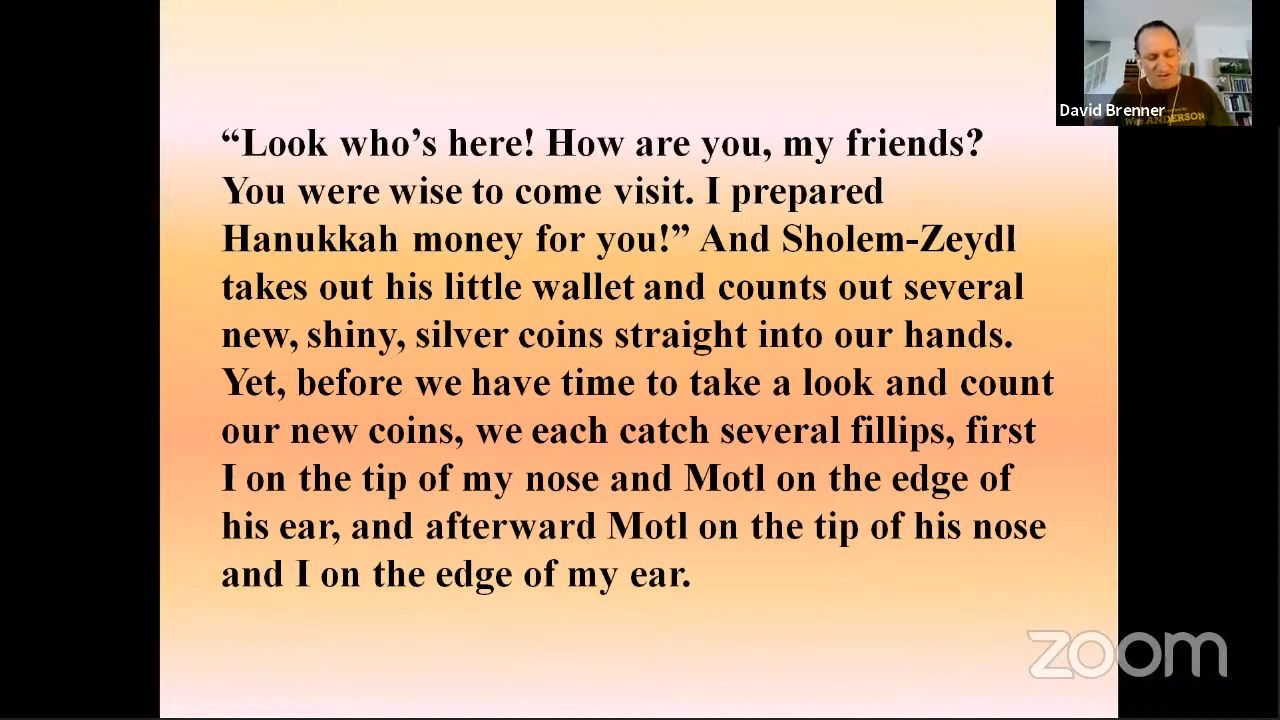 David Brenner
ANDERSON
“Look who’s here! How are you, my friends?
You were wise to come visit. I prepared
Hanukkah money for you!” And Sholem-Zeydl
takes out his little wallet and counts out several
new, shiny, silver coins straight into our hands.
Yet, before we have time to take a look and count
our new coins, we each catch several fillips, first
I on the tip of my nose and Motl on the edge of
his ear, and afterward Motl on the tip of his nose
and I on the edge of my ear.
zoom